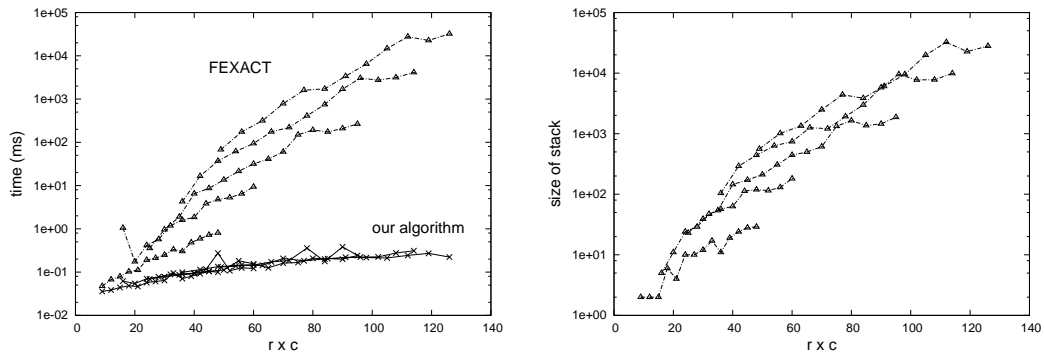 1e+05
1e+04
1e+03
1e+02
1e+01
1e+00
1e-01
1e-02
time (ms)
FEXACT
our algorithm
0 20 40 60 80 100 120 140
r x c
1e+05
1e+04
1e+03
1e+02
1e+01
1e+00
size of stack
0 20 40 60 80 100 120 140
r x c